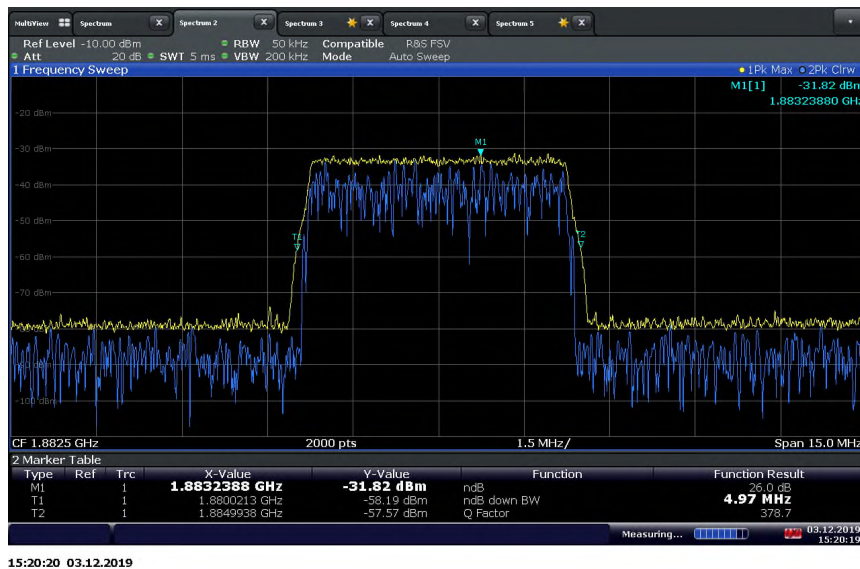 MultiView Spectrum X Spectrum 2 X Spectrum 3 X Spectrum 4 X Spectrum 5 X
Ref Level -10.00 dBm RBW 50 kHz Compatible R&S FSV
Att 20 dB SWT 5 ms VBW 200 kHz Mode Auto Sweep
1 Frequency Sweep 1Pk Max 2Pk Clrw
M1[1] -31.82 dBm
1.88323880 GHz
-20 dBm
-30 dBm
M1
-40 dBm
-50 dBm
T1 T2
-60 dBm
-70 dBm
-100 dBm
CF 1.8825 GHz 2000 pts 1.5 MHz/ Span 15.0 MHz
2 Marker Table
Type Ref Trc X-Value Y-Value Function Function Result
M1 1 1.8832388 GHz -31.82 dBm ndB 26.0 dB
T1 1 1.8800213 GHz -58.19 dBm ndB down BW 4.97 MHz
T2 1 1.8849938 GHz -57.57 dBm Q Factor 378.7
Measuring... 03.12.2019
15:20:19
15:20:20 03.12.2019